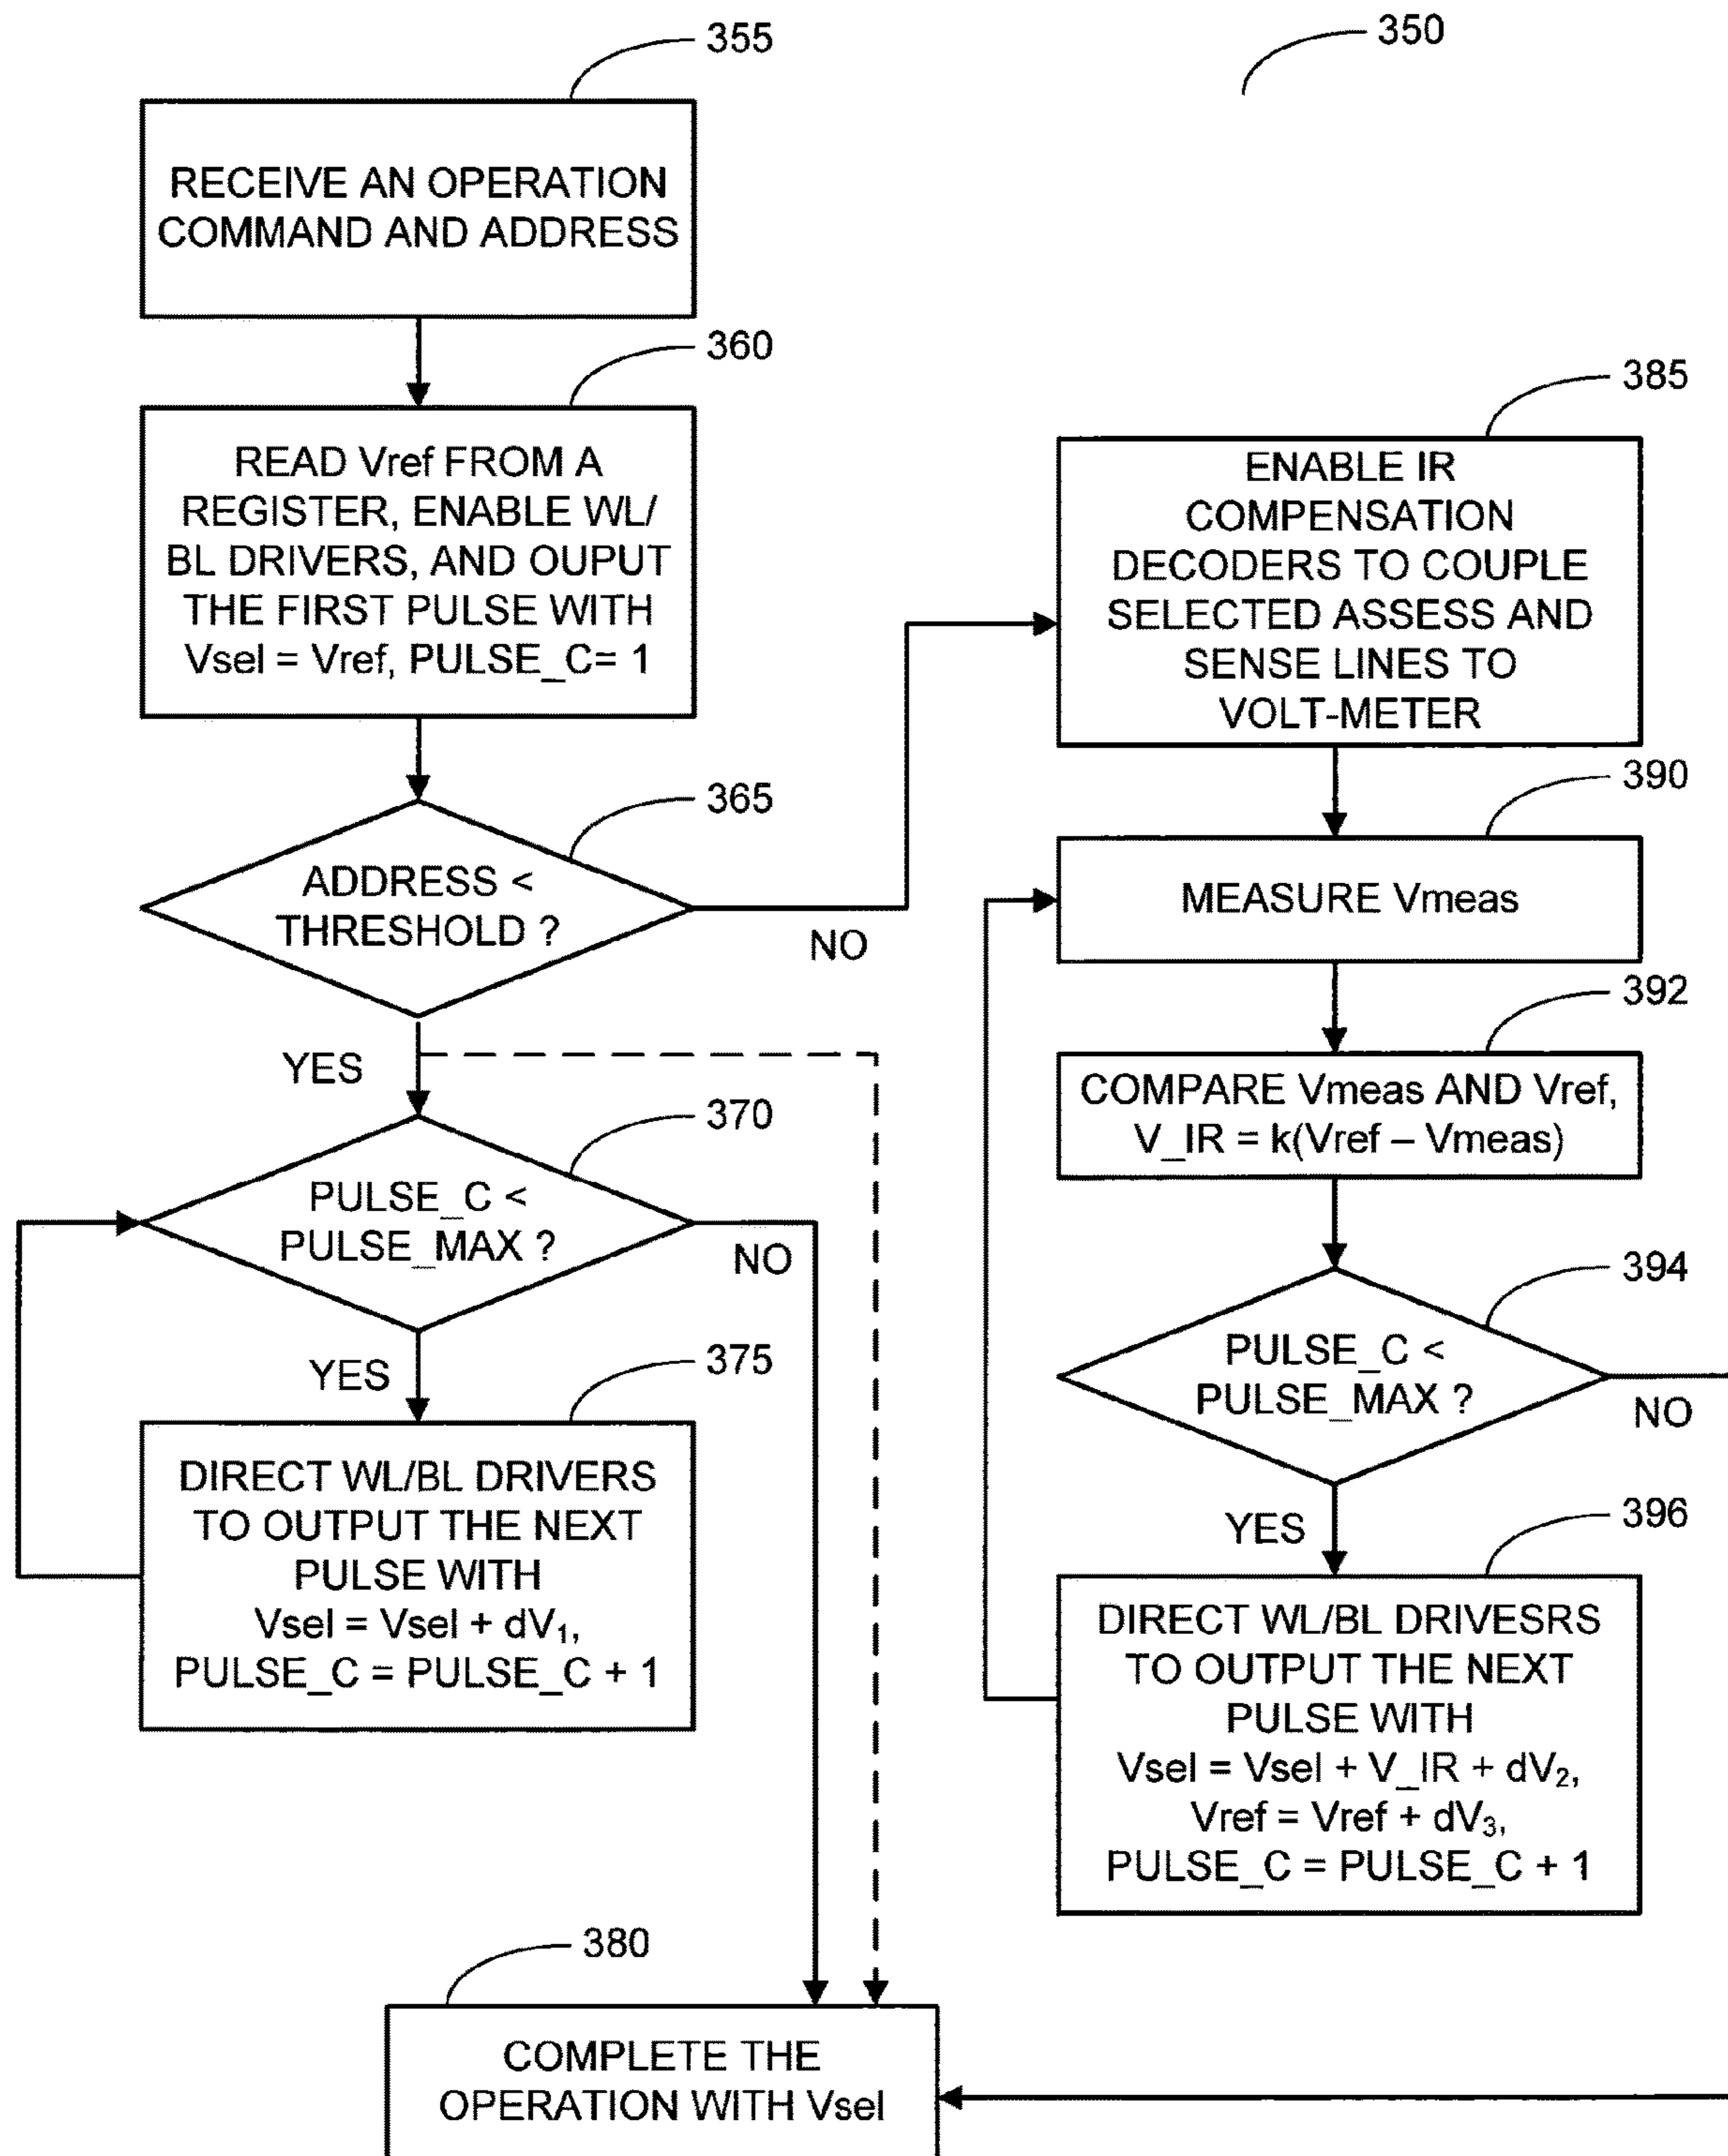 355
350
RECEIVE AN OPERATION
COMMAND AND ADDRESS
360
READ Vref FROM A
REGISTER, ENABLE WL/
BL DRIVERS, AND OUPUT
THE FIRST PULSE WITH
Vsel = Vref, PULSE_C= 1
365
ADDRESS <
THRESHOLD ?
NO
YES
370
PULSE_C <
PULSE_MAX ?
NO
YES
375
DIRECT WL/BL DRIVERS
TO OUTPUT THE NEXT
PULSE WITH
Vsel = Vsel + dV₁,
PULSE_C = PULSE_C + 1
385
ENABLE IR
COMPENSATION
DECODERS TO COUPLE
SELECTED ASSESS AND
SENSE LINES TO
VOLT-METER
390
MEASURE Vmeas
392
COMPARE Vmeas AND Vref,
V_IR = k(Vref – Vmeas)
394
PULSE_C <
PULSE_MAX ?
NO
YES
396
DIRECT WL/BL DRIVESRS
TO OUTPUT THE NEXT
PULSE WITH
Vsel = Vsel + V_IR + dV₂,
Vref = Vref + dV₃,
PULSE_C = PULSE_C + 1
380
COMPLETE THE
OPERATION WITH Vsel